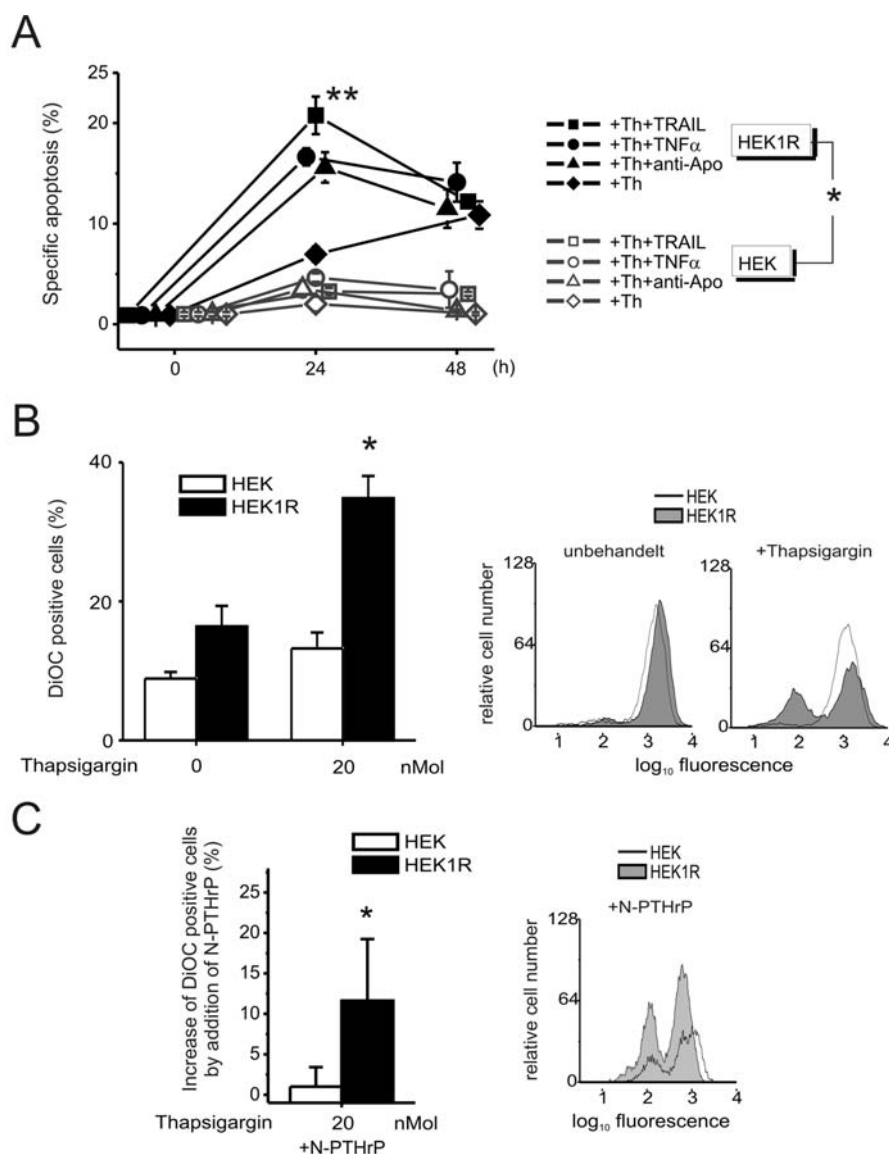 A
Specific apoptosis (%)
25
20
10
0
0
24
48
(h)
**
+Th+TRAIL
+Th+TNFα
+Th+anti-Apo
+Th
HEK1R
*
+Th+TRAIL
+Th+TNFα
+Th+anti-Apo
+Th
HEK
B
DiOC positive cells (%)
40
20
0
HEK
HEK1R
*
Thapsigargin
0
20
nMol
HEK
HEK1R
unbehandelt
+Thapsigargin
relative cell number
128
64
0
1
2
3
4
128
64
0
1
2
3
4
log₁₀ fluorescence
C
Increase of DiOC positive cells
by addition of N-PTHrP (%)
25
20
15
10
5
0
HEK
HEK1R
*
Thapsigargin
20
nMol
+N-PTHrP
HEK
HEK1R
+N-PTHrP
relative cell number
128
64
0
1
2
3
4
log₁₀ fluorescence